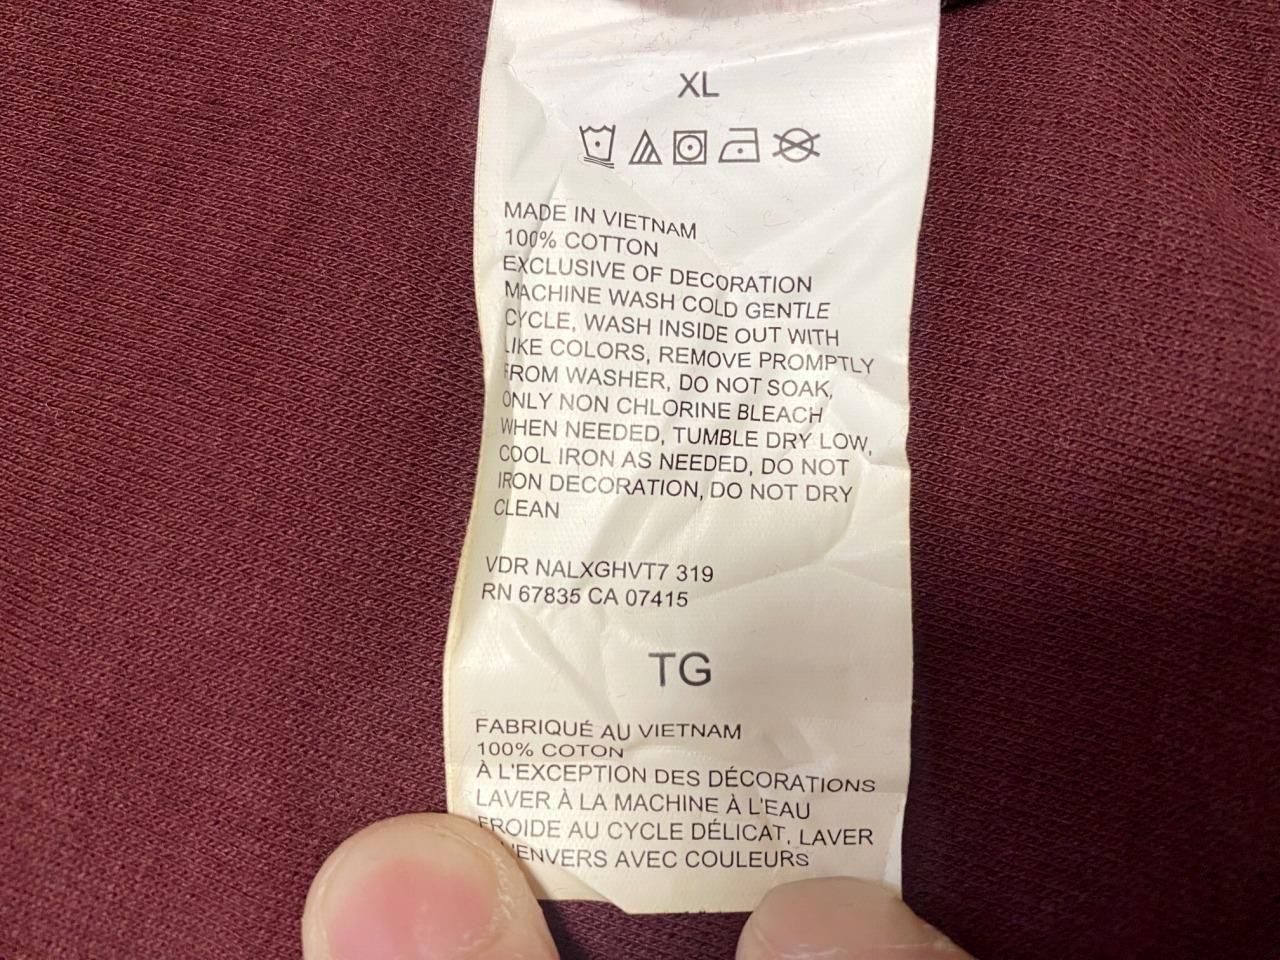 XL
MADE IN VIETNAM
100% COTTON
EXCLUSIVE OF DECORATION
MACHINE WASH COLD GENTLE
CYCLE, WASH INSIDE OUT WITH
LIKE COLORS, REMOVE PROMPTLY
FROM WASHER, DO NOT SOAK,
ONLY NON CHLORINE BLEACH
WHEN NEEDED, TUMBLE DRY LOW,
COOL IRON AS NEEDED, DO NOT
IRON DECORATION, DO NOT DRY
CLEAN
VDR NALXGHVT7 319
RN 67835 CA 07415
TG
FABRIQUÉ AU VIETNAM
100% COTON
À L'EXCEPTION DES DÉCORATIONS
LAVER À LA MACHINE À L'EAU
FROIDE AU CYCLE DÉLICAT, LAVER
AVEC COULEURS